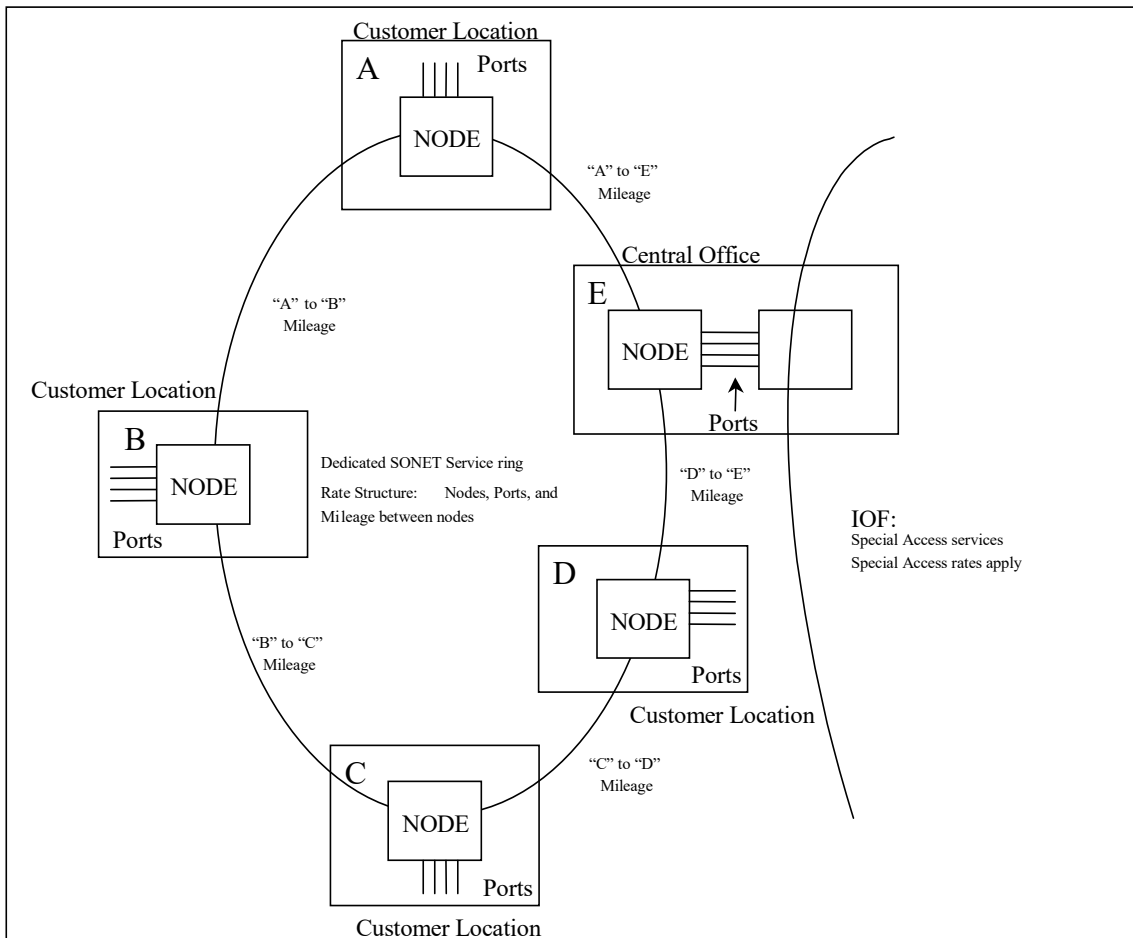 Customer Location
A
Ports
NODE
“A” to “E”
Mileage
Central Office
E
NODE
Ports
“A” to “B”
Mileage
Customer Location
B
NODE
Ports
Dedicated SONET Service ring
Rate Structure: Nodes, Ports, and
Mileage between nodes
“D” to “E”
Mileage
IOF:
Special Access services
Special Access rates apply
D
NODE
Ports
Customer Location
“B” to “C”
Mileage
“C” to “D”
Mileage
C
NODE
Ports
Customer Location